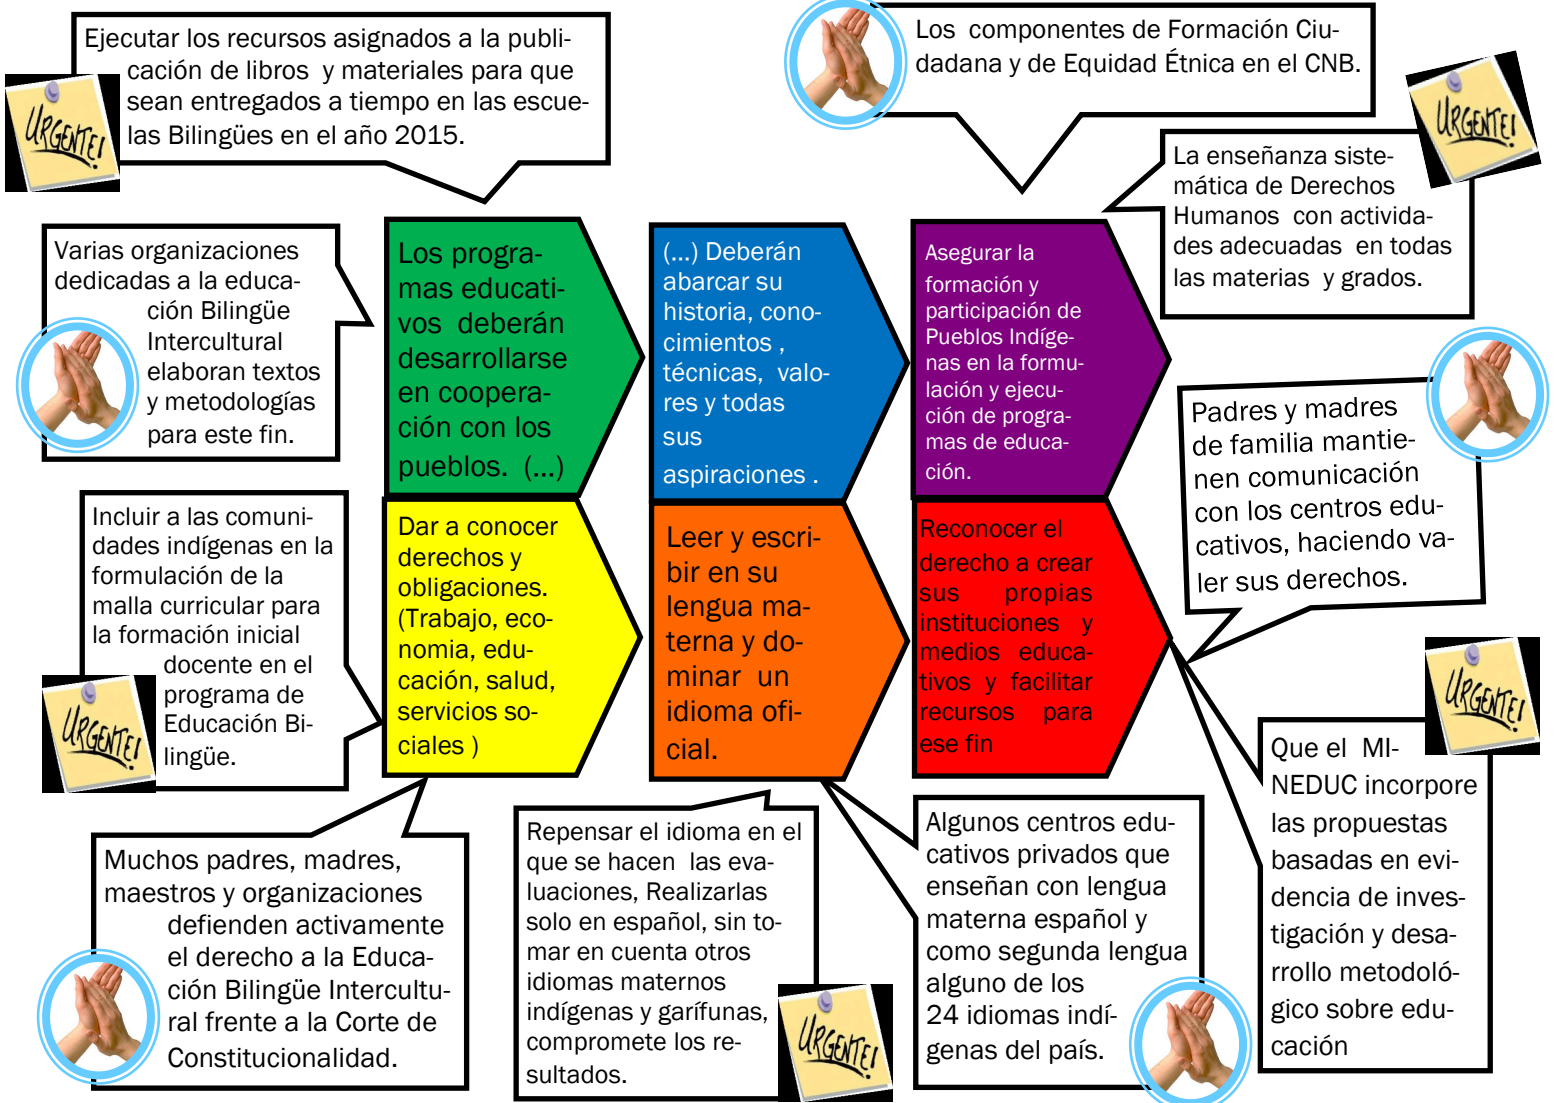 Ejecutar los recursos asignados a la publi-
cación de libros y materiales para que
sean entregados a tiempo en las escue-
las Bilingües en el año 2015.
URGENTE!
Los componentes de Formación Ciu-
dadana y de Equidad Étnica en el CNB.
URGENTE!
La enseñanza siste-
mática de Derechos
Humanos con activida-
des adecuadas en todas
las materias y grados.
Varias organizaciones
dedicadas a la educa-
ción Bilingüe
Intercultural
elaboran textos
y metodologías
para este fin.
Los progra-
mas educati-
vos deberán
desarrollarse
en coopera-
ción con los
pueblos. (...)
(...) Deberán
abarcar su
historia, cono-
cimientos ,
técnicas, valo-
res y todas
sus
aspiraciones .
Asegurar la
formación y
participación de
Pueblos Indíge-
nas en la formu-
lación y ejecu-
ción de progra-
mas de educa-
ción.
Padres y madres
de familia mantie-
nen comunicación
con los centros edu-
cativos, haciendo va-
ler sus derechos.
Incluir a las comuni-
dades indígenas en la
formulación de la
malla curricular para
la formación inicial
docente en el
programa de
Educación Bi-
lingüe.
URGENTE!
Dar a conocer
derechos y
obligaciones.
(Trabajo, eco-
nomia, edu-
cación, salud,
servicios so-
ciales )
Leer y escri-
bir en su
lengua ma-
terna y do-
minar un
idioma ofi-
cial.
Reconocer el
derecho a crear
sus propias
instituciones y
medios educa-
tivos y facilitar
recursos para
ese fin
URGENTE!
Que el MI-
NEDUC incorpore
las propuestas
basadas en evi-
dencia de inves-
tigación y desa-
rrollo metodoló-
gico sobre edu-
cación
Muchos padres, madres,
maestros y organizaciones
defienden activamente
el derecho a la Educa-
ción Bilingüe Intercultu-
ral frente a la Corte de
Constitucionalidad.
Repensar el idioma en el
que se hacen las eva-
luaciones, Realizarlas
solo en español, sin to-
mar en cuenta otros
idiomas maternos
indígenas y garífunas,
compromete los re-
sultados.
URGENTE!
Algunos centros edu-
cativos privados que
enseñan con lengua
materna español y
como segunda lengua
alguno de los
24 idiomas indí-
genas del país.